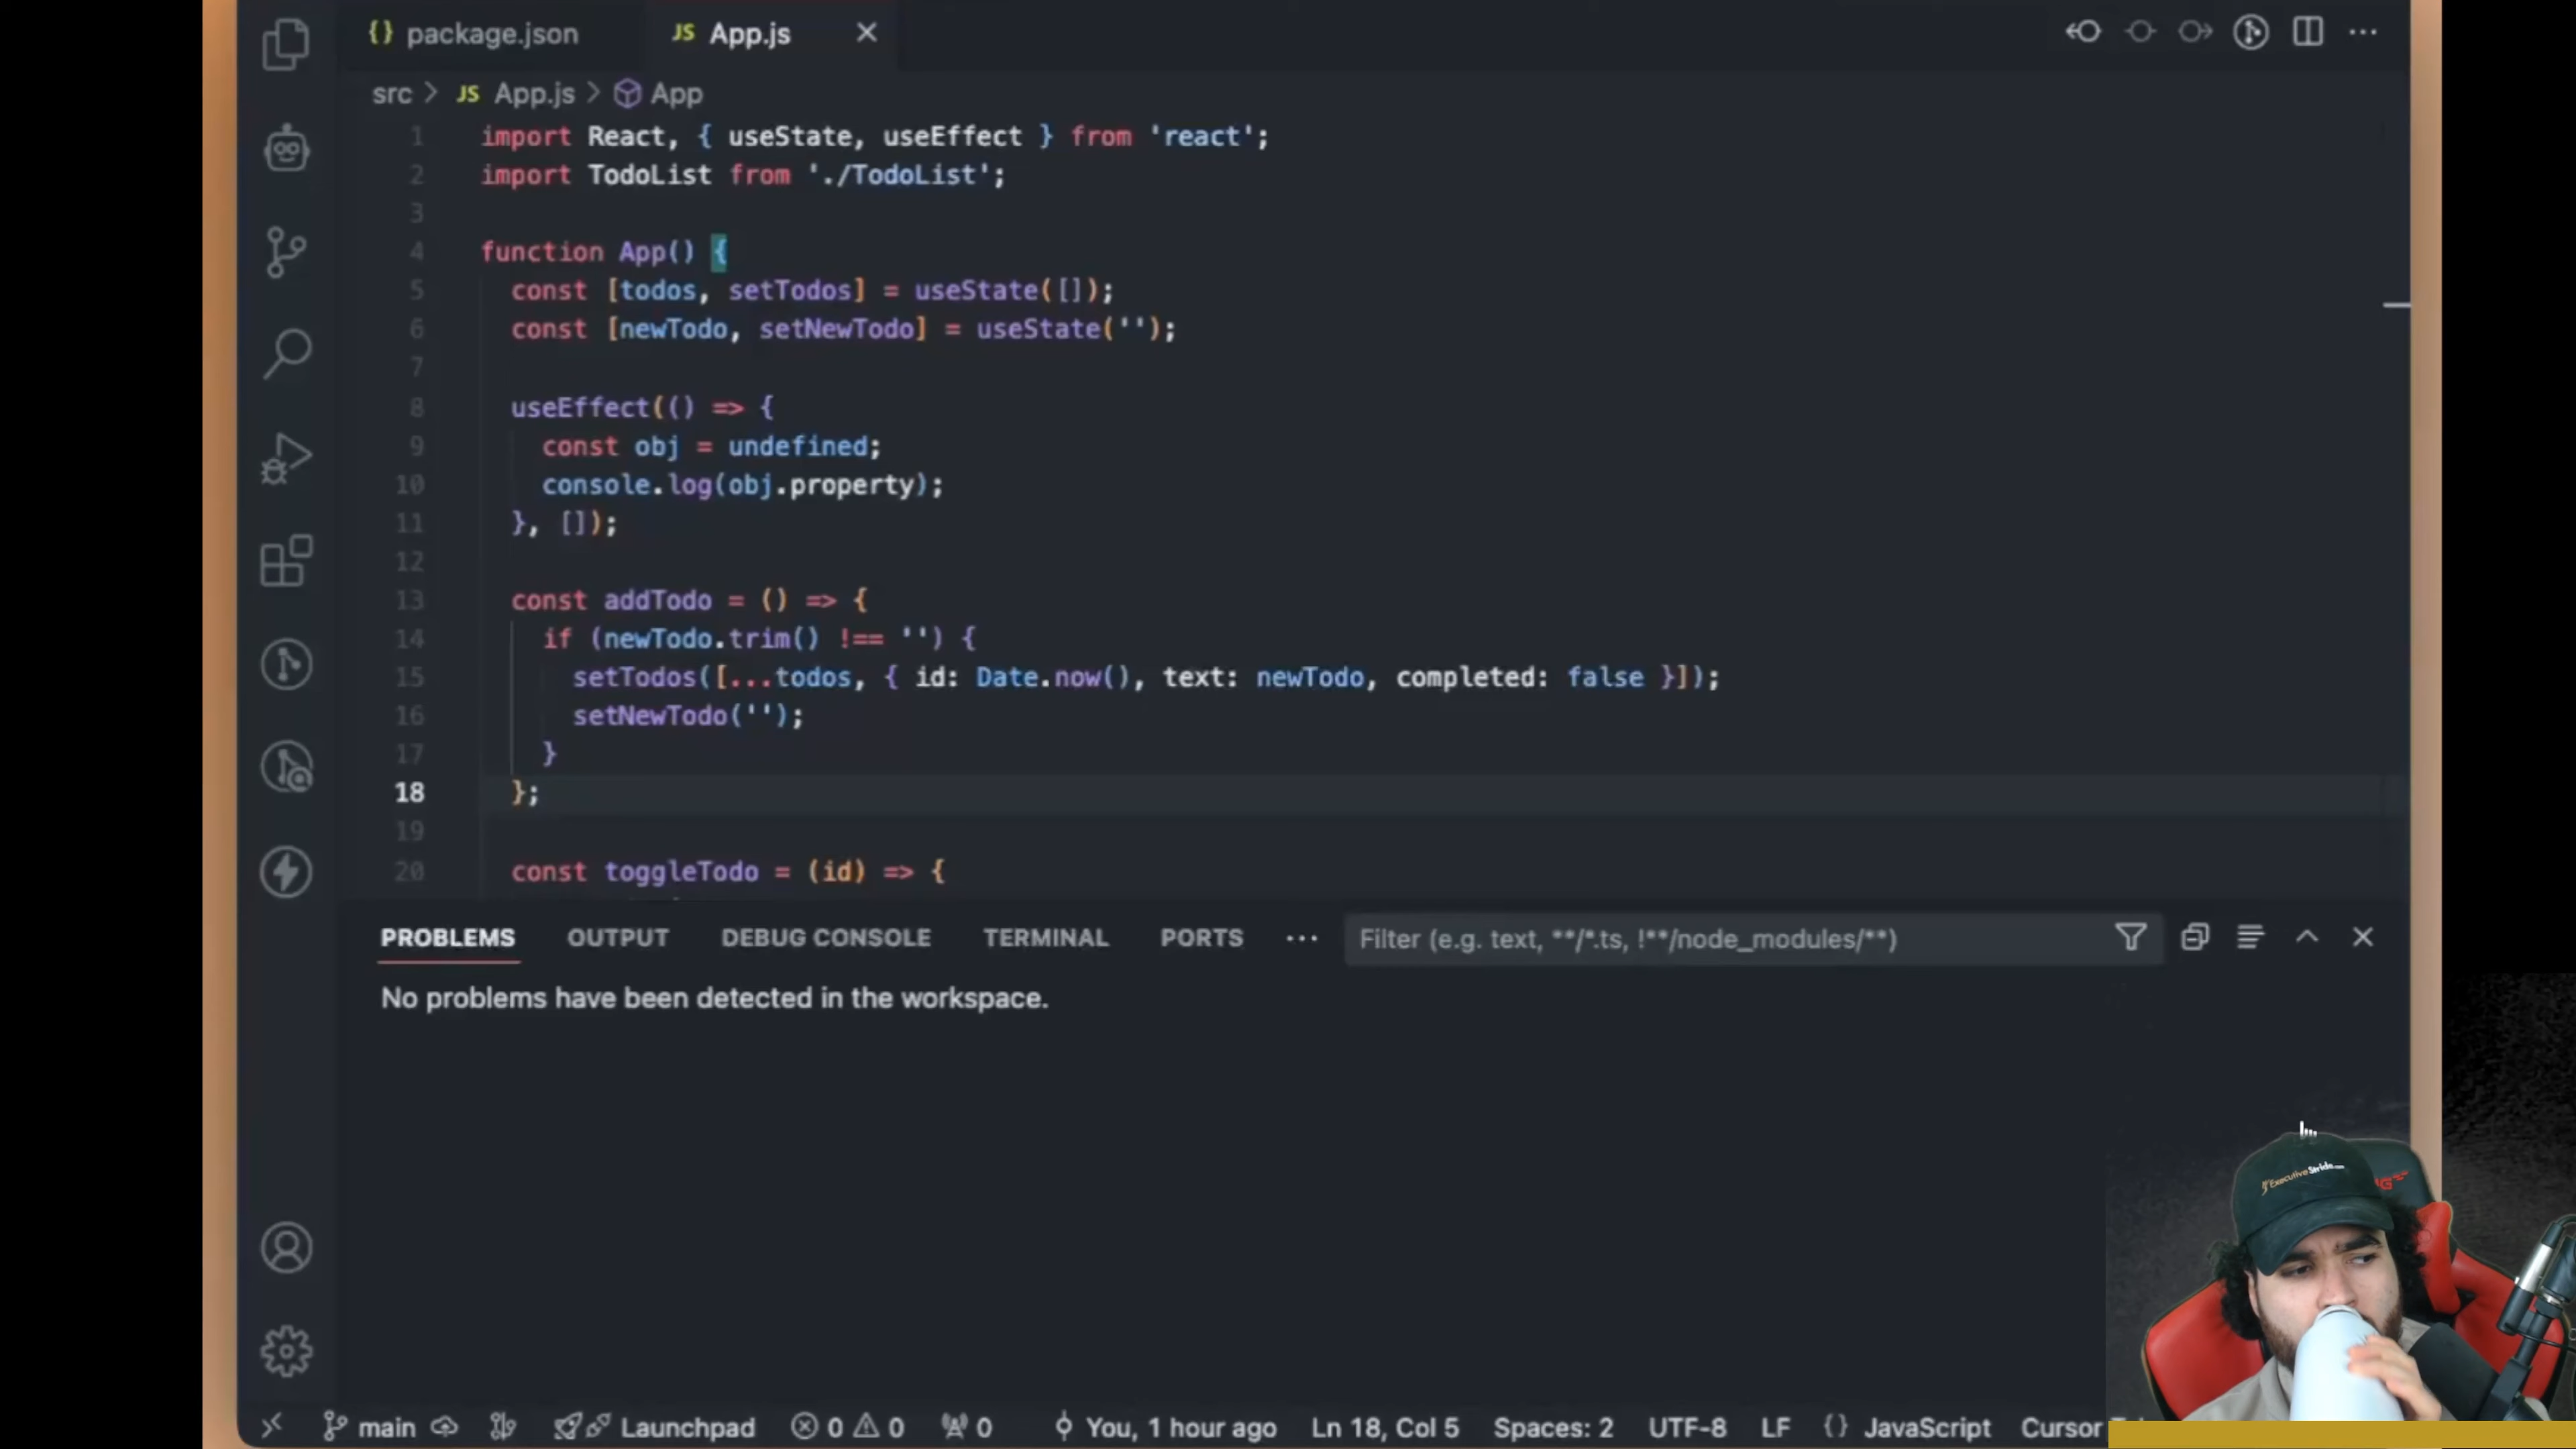 {} package.json JS App.js
src > JS App.js > App
1 import React, { useState, useEffect } from 'react';
2 import TodoList from './TodoList';
3
4 function App() {
5 const [todos, setTodos] = useState([]);
6 const [newTodo, setNewTodo] = useState('');
7
8 useEffect(() => {
9 const obj = undefined;
10 console.log(obj.property);
11 }, []);
12
13 const addTodo = () => {
14 if (newTodo.trim() !== '') {
15 setTodos([...todos, { id: Date.now(), text: newTodo, completed: false }]);
16 setNewTodo('');
17 }
18 };
19
20 const toggleTodo = (id) => {
PROBLEMS OUTPUT DEBUG CONSOLE TERMINAL PORTS ··· Filter (e.g. text, **/*.ts, !**/node_modules/**)
No problems have been detected in the workspace.
ExecutiveStride.com
main Launchpad 0 0 0 You, 1 hour ago Ln 18, Col 5 Spaces: 2 UTF-8 LF {} JavaScript Cursor